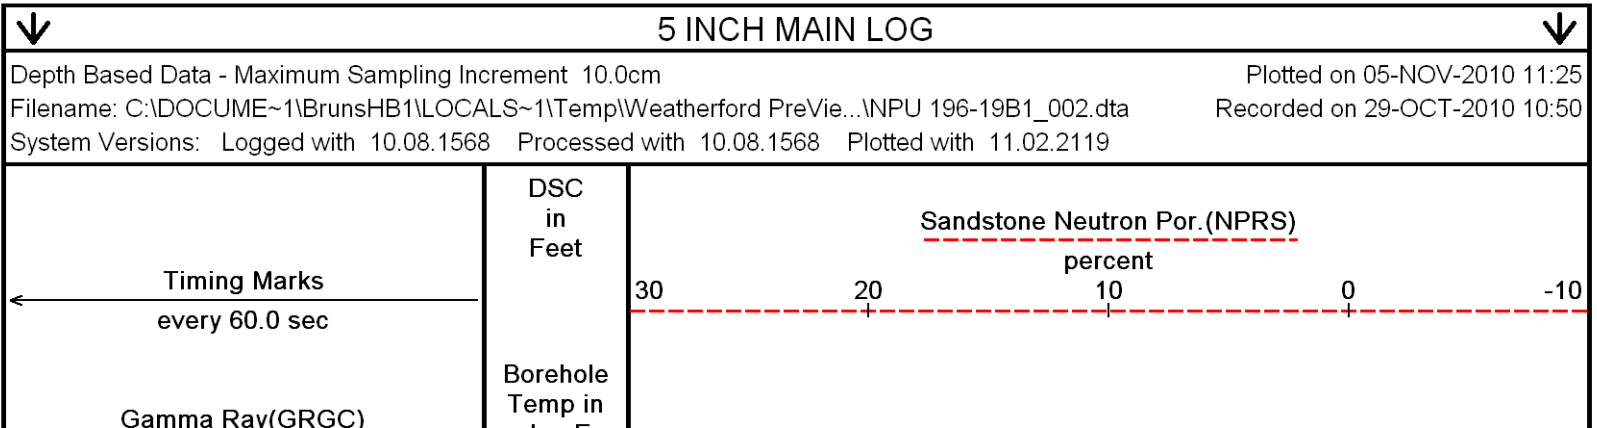 5 INCH MAIN LOG
Depth Based Data - Maximum Sampling Increment 10.0cm
Plotted on 05-NOV-2010 11:25
Filename: C:\DOCUME~1\BrunsHB1\LOCALS~1\Temp\Weatherford PreVie...\NPU 196-19B1_002.dta
Recorded on 29-OCT-2010 10:50
System Versions: Logged with 10.08.1568 Processed with 10.08.1568 Plotted with 11.02.2119
DSC
in
Feet
Sandstone Neutron Por.(NPRS)
percent
30 20 10 0 -10
Timing Marks
every 60.0 sec
Borehole
Temp in
Gamma Ray(GRGC)